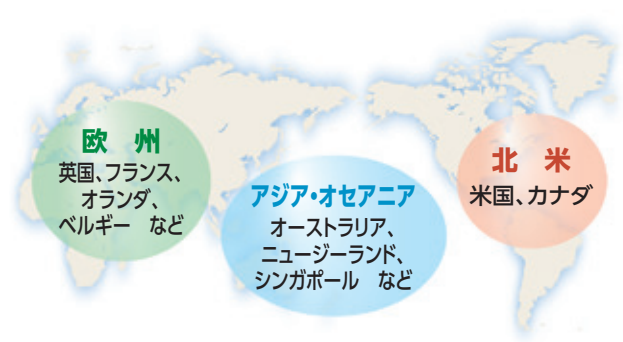 欧　州
英国、フランス、
オランダ、
ベルギー　など
アジア・オセアニア
オーストラリア、
ニュージーランド、
シンガポール　など
北　米
米国、カナダ